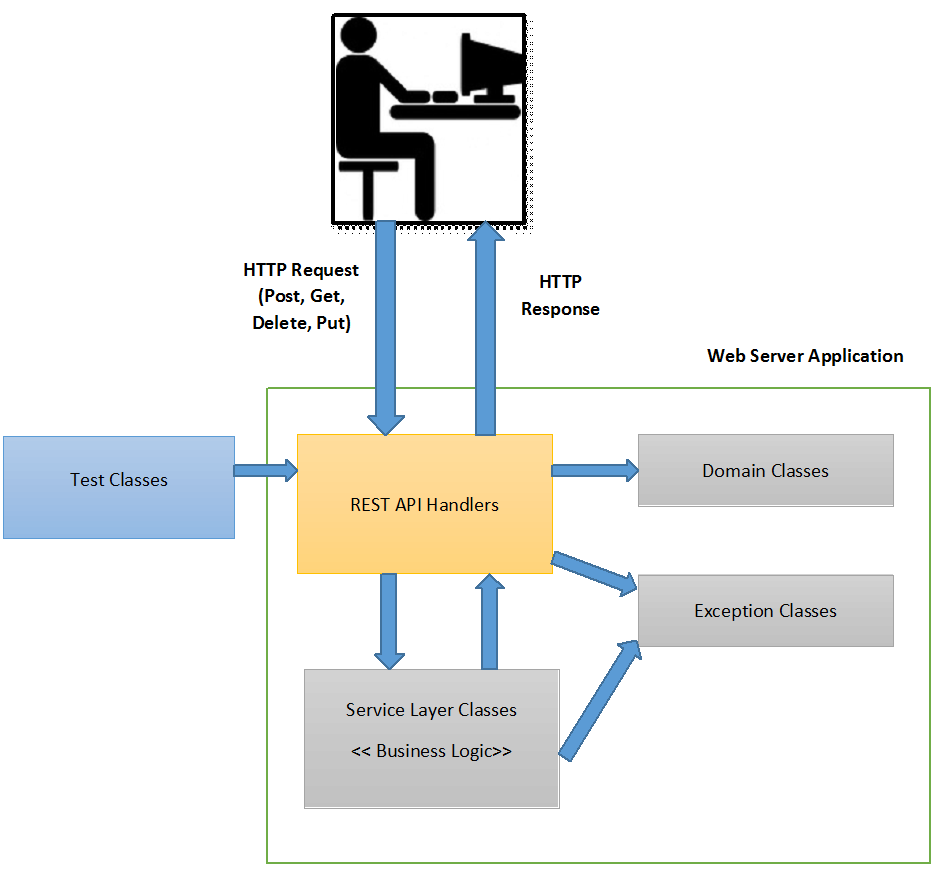 HTTP Request
(Post, Get,
Delete, Put)
HTTP
Response
Web Server Application
Test Classes
REST API Handlers
Domain Classes
Exception Classes
Service Layer Classes
<< Business Logic>>